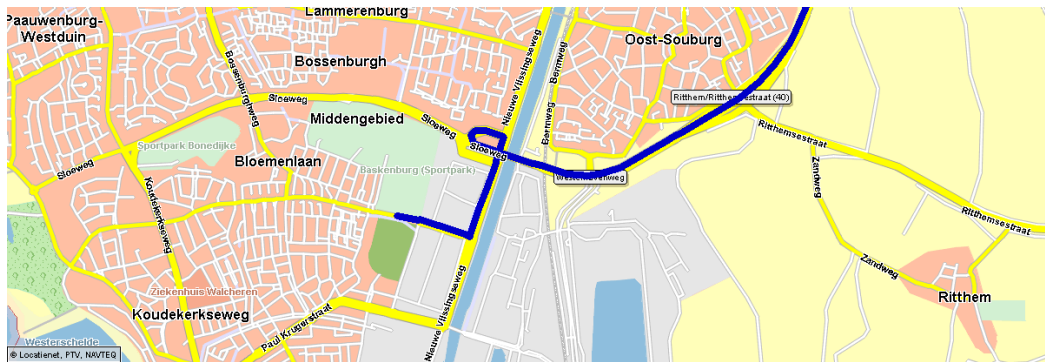 Paauwenburg-
Westduin
Lammerenburg
Bossenburgh
Bossenburghweg
Sloeweg
Middengebied
Sloeweg
Nieuwe Vlissingseweg
Bermweg
Bermweg
Oost-Souburg
Ritthem/Ritthemsestraat (40)
Ritthemsestraat
Sportpark Bonedijke
Bloemenlaan
Baskenburg (Sportpark)
Sloeweg
Sloeweg
Koudekerkseweg
Zandweg
Ritthemsestraat
Zandweg
Ritthem
Ziekenhuis Walcheren
Koudekerkseweg
Paul Krugerstraat
Nieuwe Vlissingseweg
Westerschelde
© Locatienet, PTV, NAVTEQ